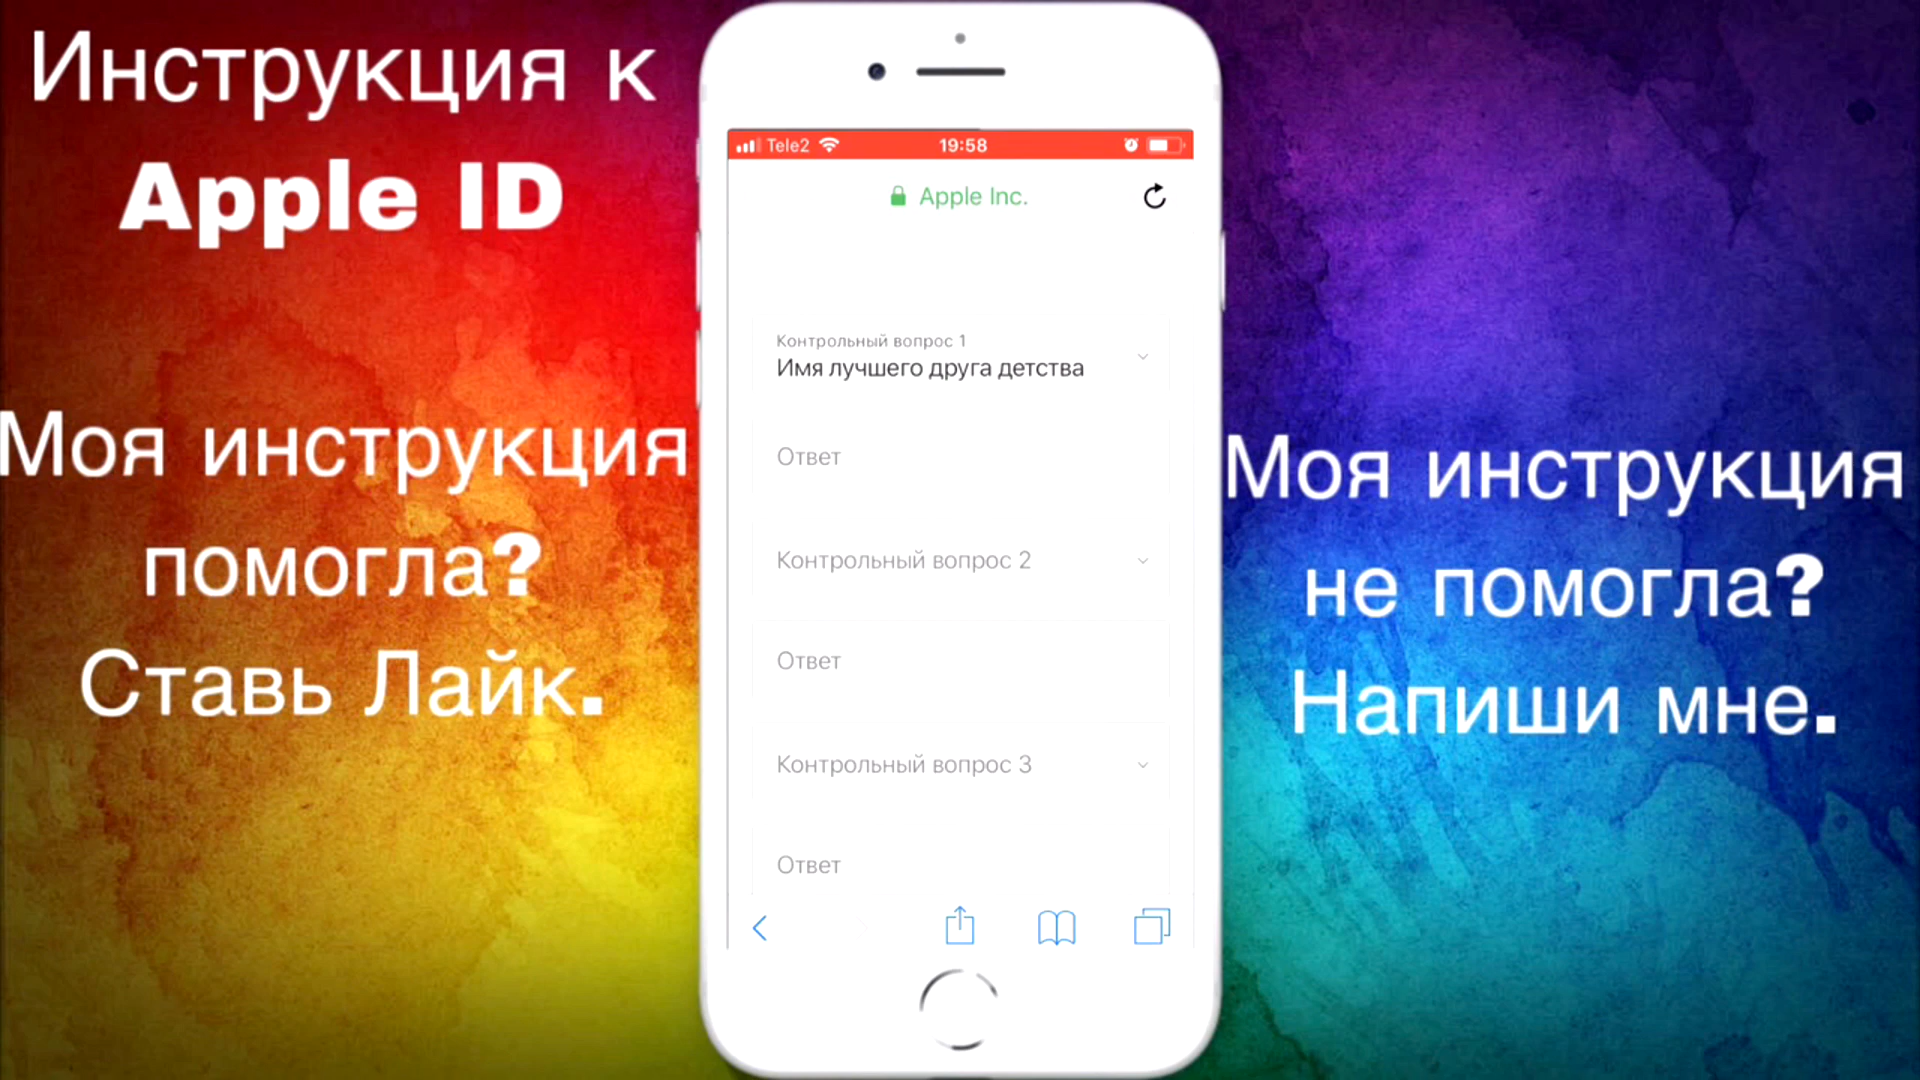 Инструкция к
Apple ID
Моя инструкция
помогла?
Ставь Лайк.
Tele2
19:58
Apple Inc.
Контрольный вопрос 1
Имя лучшего друга детства
Ответ
Контрольный вопрос 2
Ответ
Контрольный вопрос 3
Ответ
Моя инструкция
не помогла?
Напиши мне.